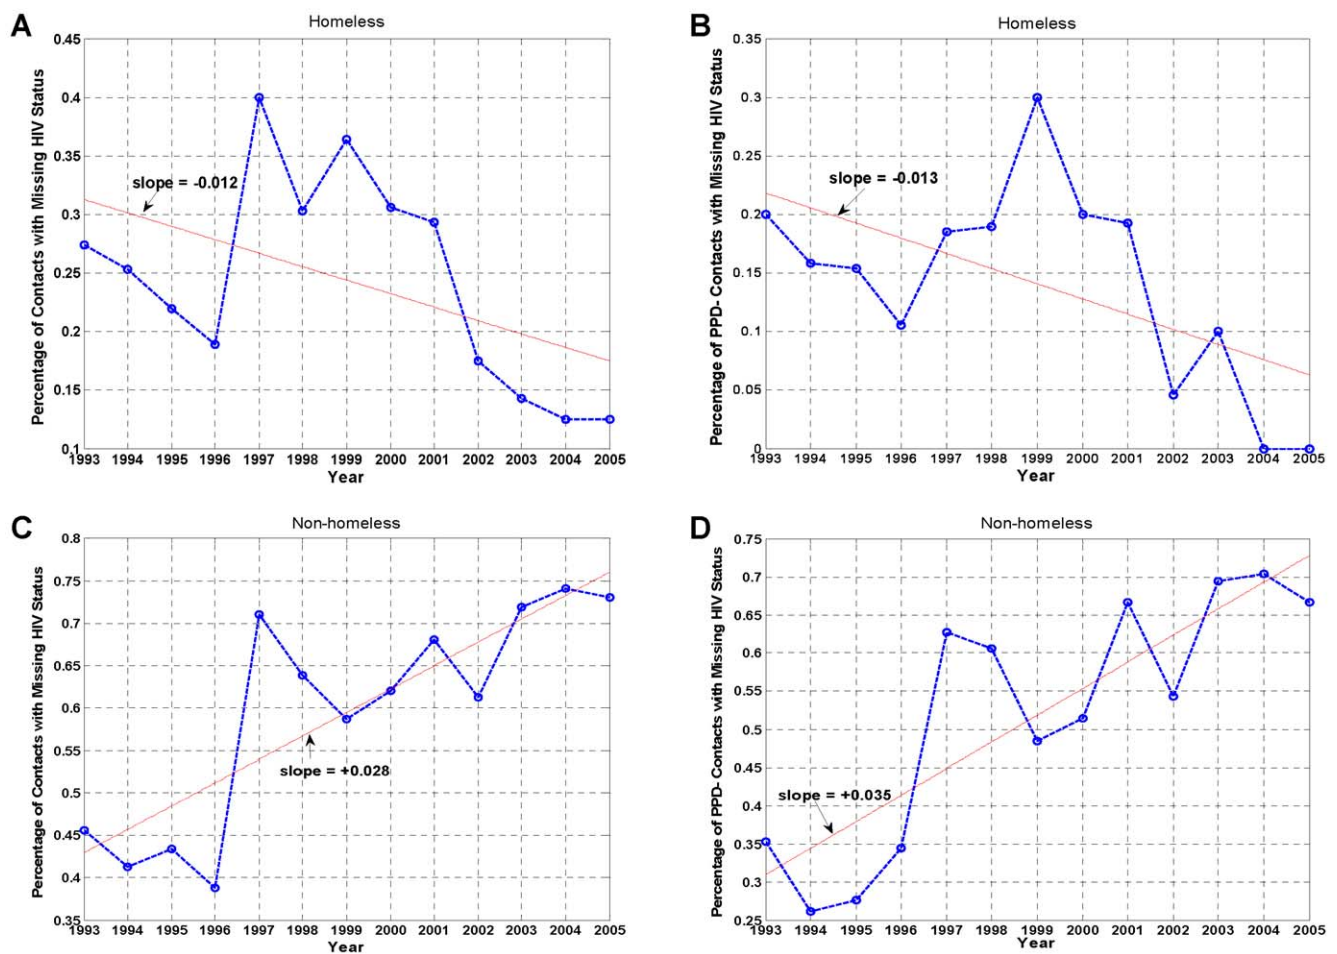 A
Homeless
Percentage of Contacts with Missing HIV Status
0.45
0.4
0.35
0.3
0.25
0.2
0.15
0.1
slope = -0.012
1993 1994 1995 1996 1997 1998 1999 2000 2001 2002 2003 2004 2005
Year
B
Homeless
Percentage of PPD- Contacts with Missing HIV Status
0.35
0.3
0.25
0.2
0.15
0.1
0.05
0
slope = -0.013
1993 1994 1995 1996 1997 1998 1999 2000 2001 2002 2003 2004 2005
Year
C
Non-homeless
Percentage of Contacts with Missing HIV Status
0.8
0.75
0.7
0.65
0.6
0.55
0.5
0.45
0.4
0.35
slope = +0.028
1993 1994 1995 1996 1997 1998 1999 2000 2001 2002 2003 2004 2005
Year
D
Non-homeless
Percentage of PPD- Contacts with Missing HIV Status
0.75
0.7
0.65
0.6
0.55
0.5
0.45
0.4
0.35
0.3
0.25
slope = +0.035
1993 1994 1995 1996 1997 1998 1999 2000 2001 2002 2003 2004 2005
Year